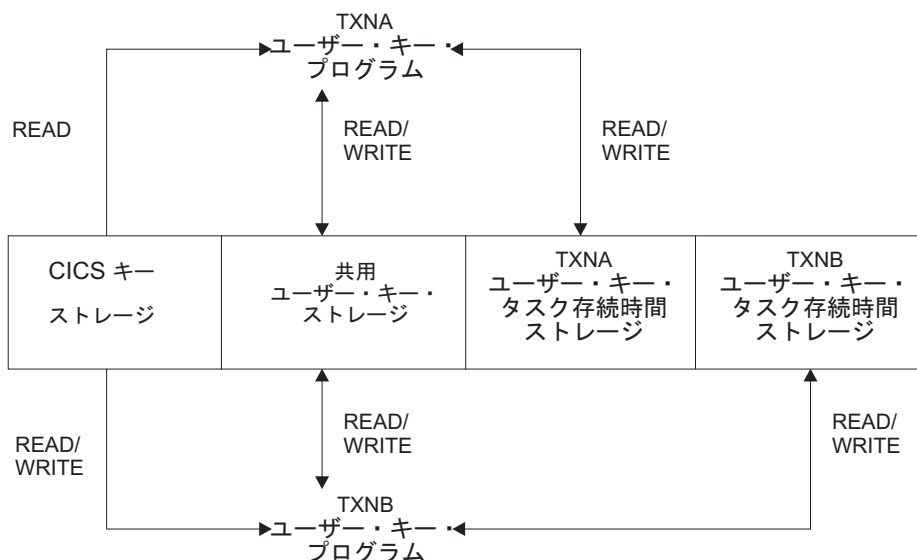 TXNA
ユーザー・キー・
プログラム
READ
READ/
WRITE
READ/
WRITE
CICS キー
ストレージ
共用
ユーザー・キー・
ストレージ
TXNA
ユーザー・キー・
タスク存続時間
ストレージ
TXNB
ユーザー・キー・
タスク存続時間
ストレージ
READ/
WRITE
READ/
WRITE
READ/
WRITE
TXNB
ユーザー・キー・
プログラム